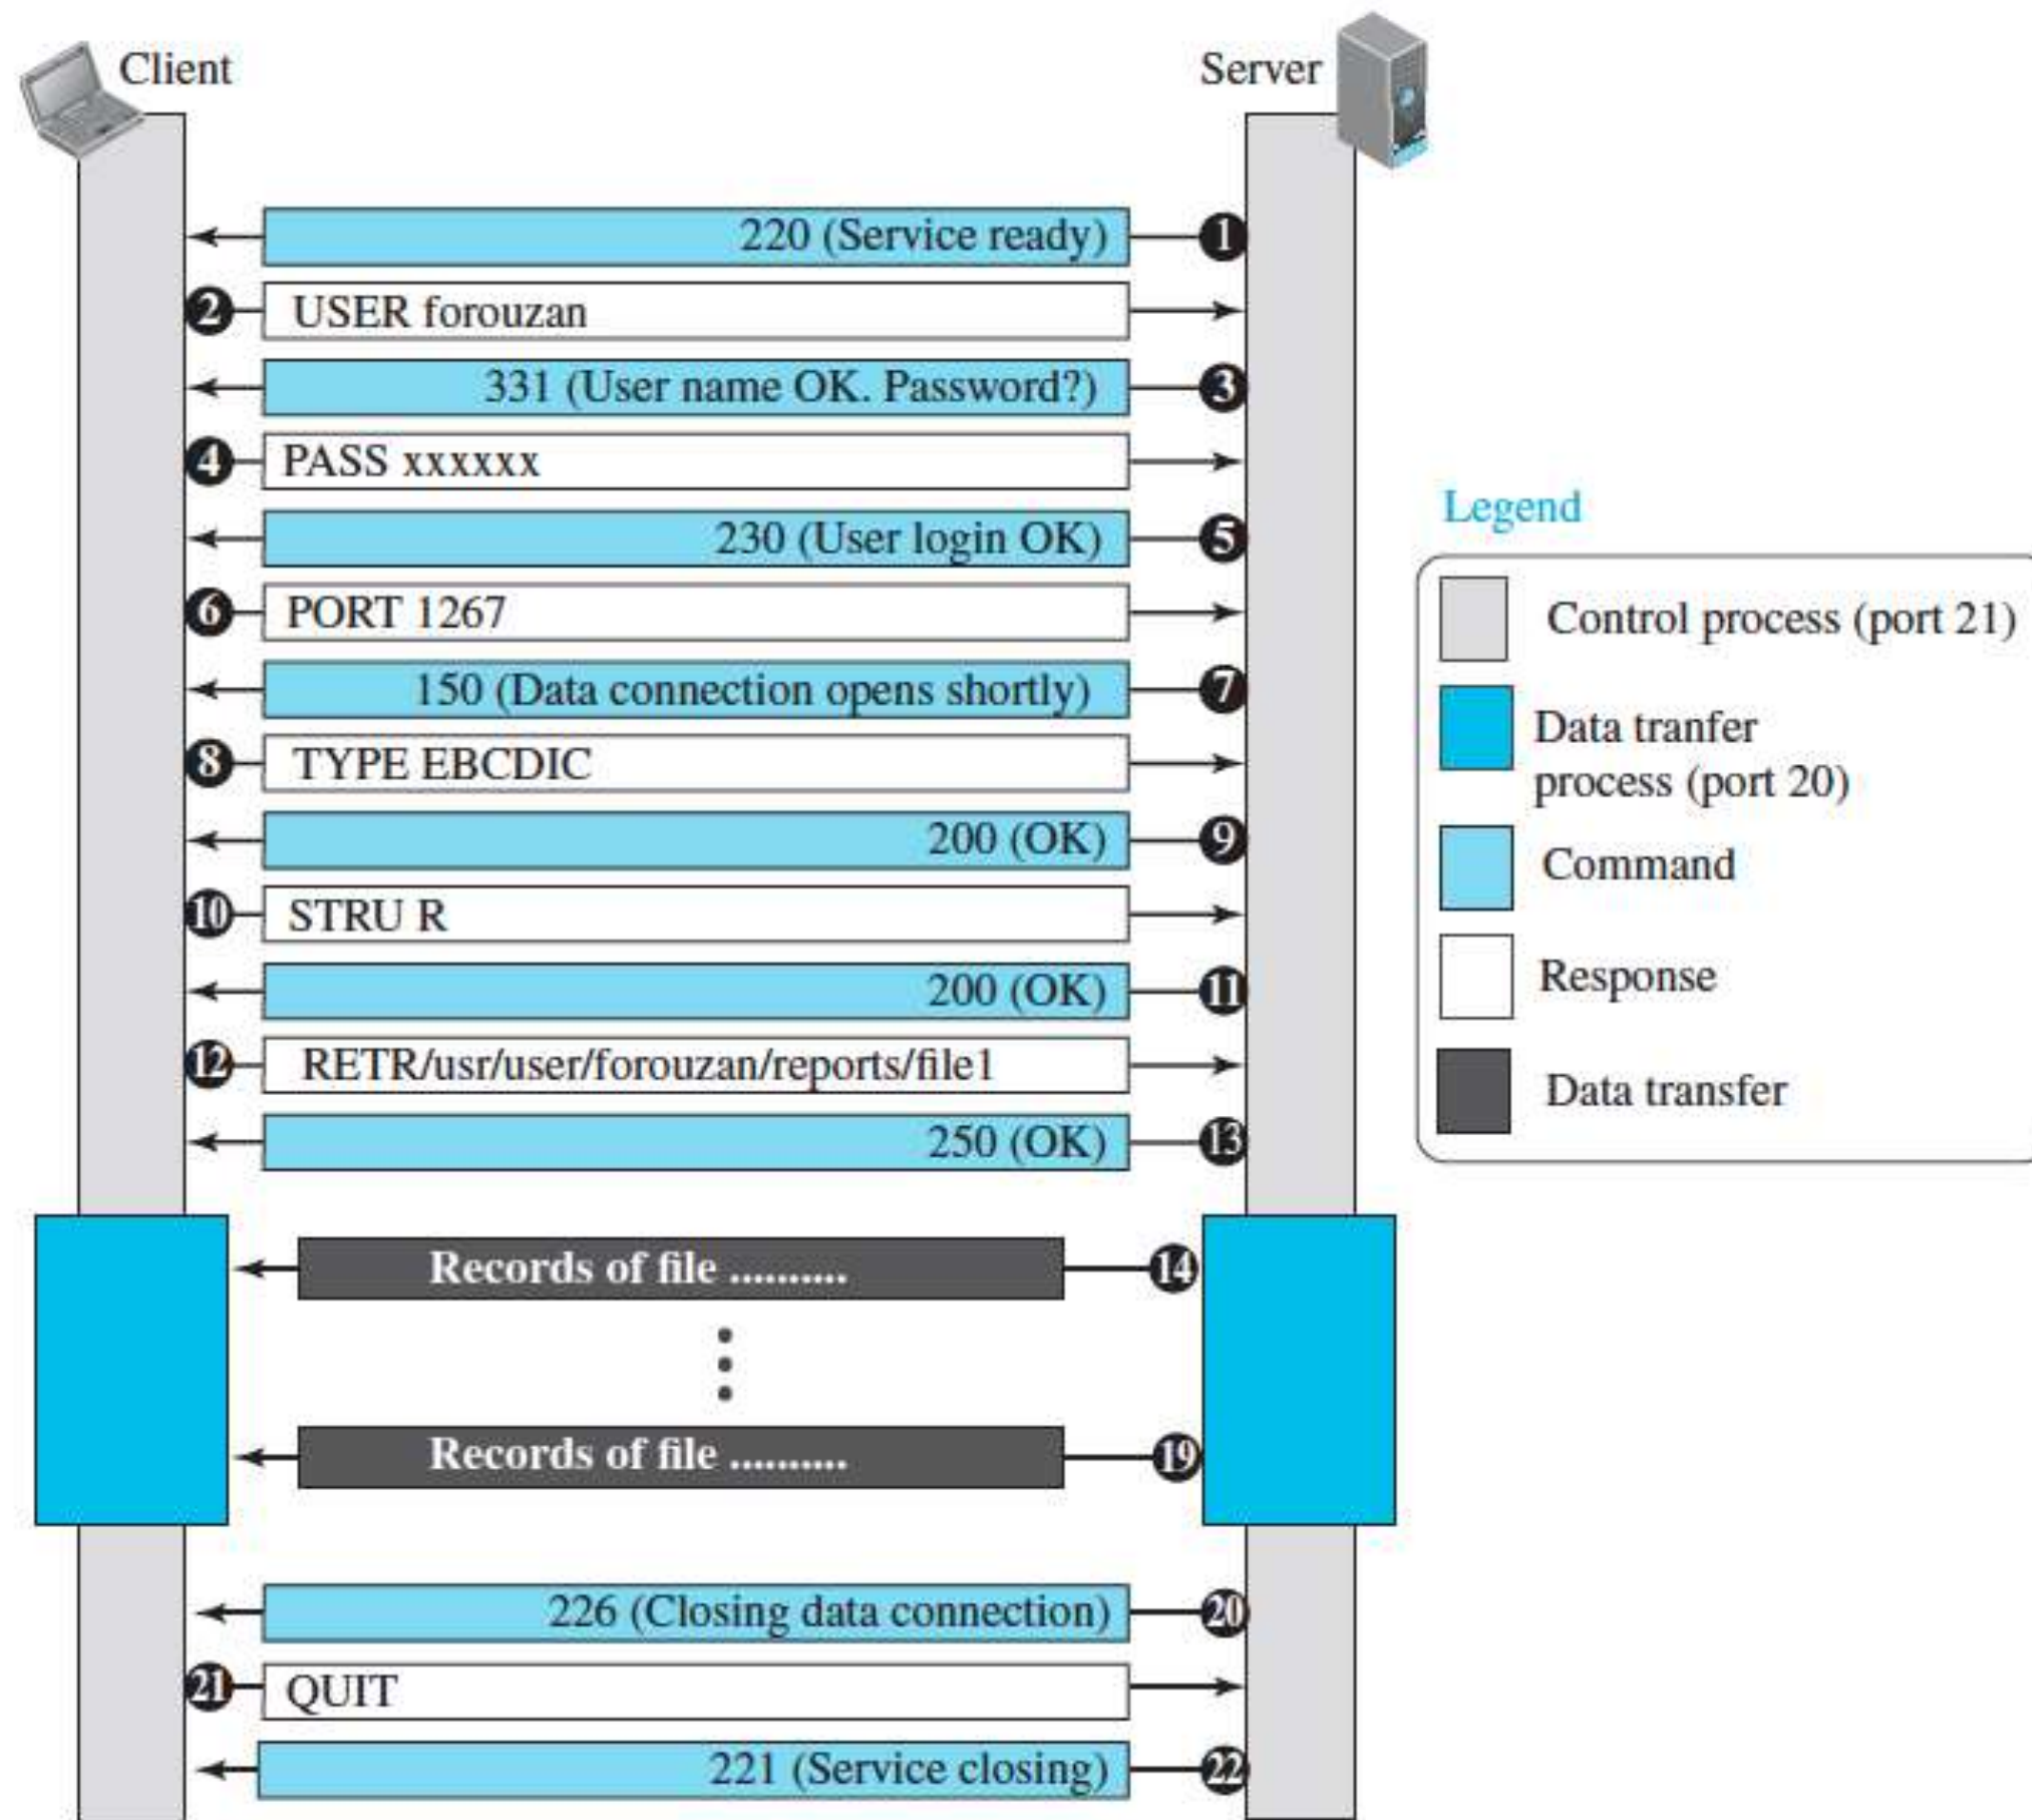 Client
Server
220 (Service ready)
1
2
USER forouzan
331 (User name OK. Password?)
3
4
PASS xxxxxx
230 (User login OK)
5
6
PORT 1267
150 (Data connection opens shortly)
7
8
TYPE EBCDIC
200 (OK)
9
10
STRU R
200 (OK)
11
12
RETR/usr/user/forouzan/reports/file1
250 (OK)
13
Records of file ..........
14
Records of file ..........
19
226 (Closing data connection)
20
21
QUIT
221 (Service closing)
22
Legend
Control process (port 21)
Data tranfer
process (port 20)
Command
Response
Data transfer